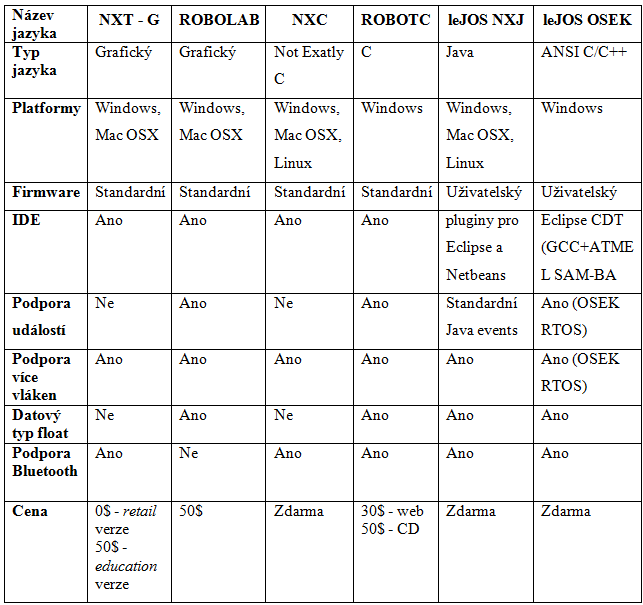 Název jazyka NXT - G ROBOLAB NXC ROBOTC leJOS NXJ leJOS OSEK
Typ jazyka Grafický Grafický Not Exatly C C Java ANSI C/C++
Platformy Windows, Mac OSX Windows, Mac OSX Windows, Mac OSX, Linux Windows Windows, Mac OSX, Linux Windows
Firmware Standardní Standardní Standardní Standardní Uživatelský Uživatelský
IDE Ano Ano Ano Ano pluginy pro Eclipse a Netbeans Eclipse CDT (GCC+ATME L SAM-BA
Podpora událostí Ne Ano Ne Ano Standardní Java events Ano (OSEK RTOS)
Podpora více vláken Ano Ano Ano Ano Ano Ano (OSEK RTOS)
Datový typ float Ne Ano Ne Ano Ano Ano
Podpora Bluetooth Ano Ne Ano Ano Ano Ano
Cena 0$ - retail verze 50$ - education verze 50$ Zdarma 30$ - web 50$ - CD Zdarma Zdarma